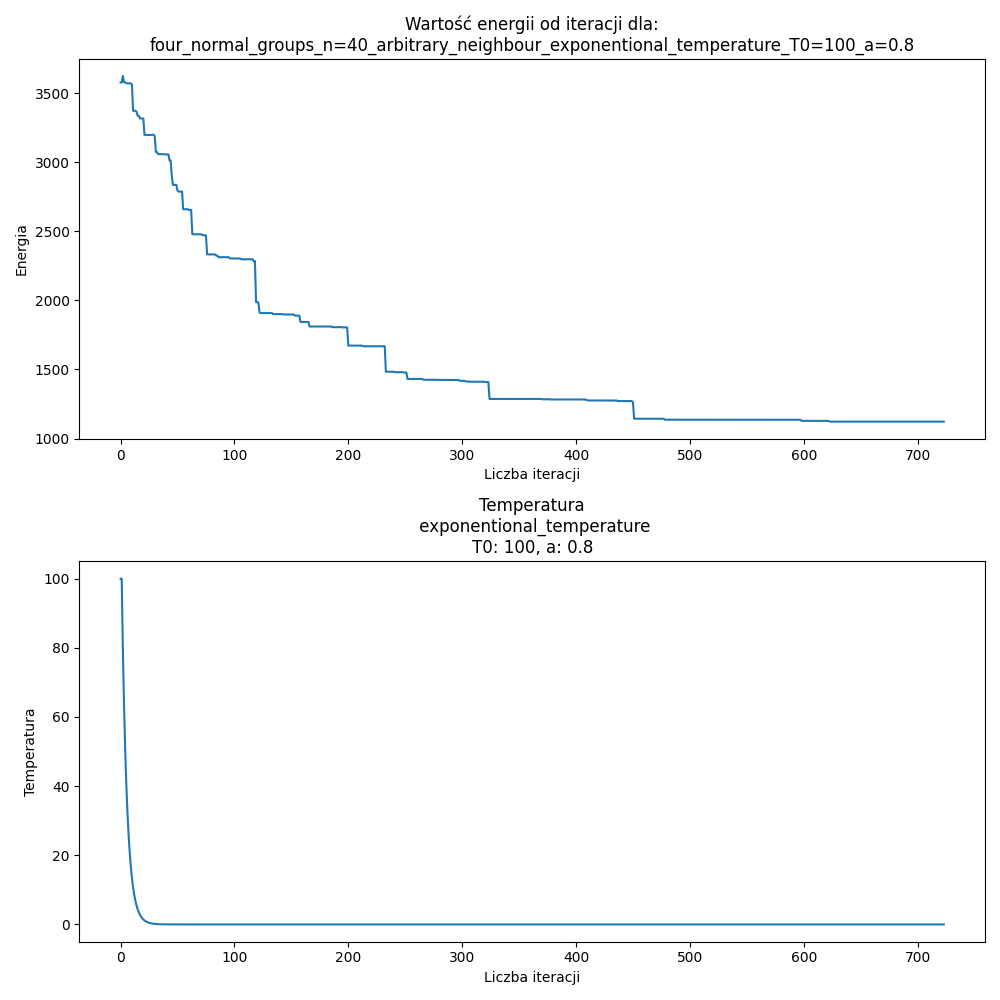 Wartość energii od iteracji dla:
four_normal_groups_n=40_arbitrary_neighbour_exponentional_temperature_T0=100_a=0.8
3500
3000
2500
2000
1500
1000
Energia
0 100 200 300 400 500 600 700
Liczba iteracji
Temperatura
exponentional_temperature
T0: 100, a: 0.8
100
80
60
40
20
0
Temperatura
0 100 200 300 400 500 600 700
Liczba iteracji